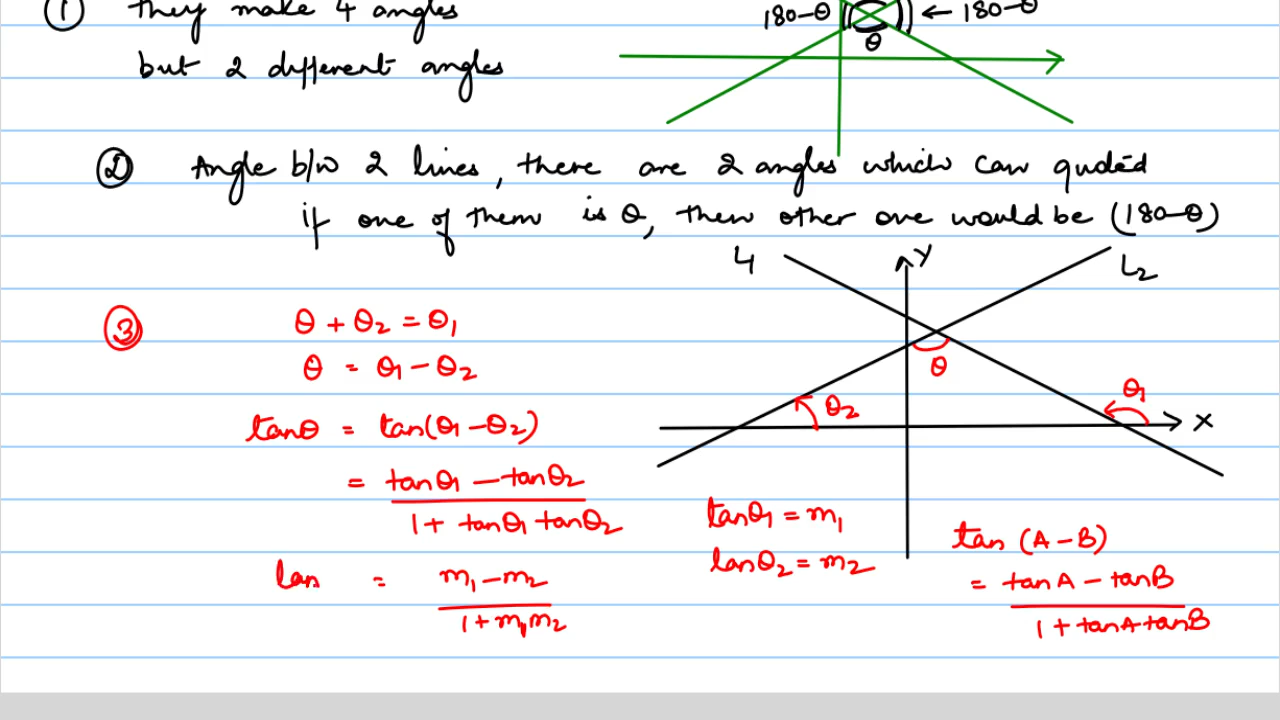 ① They make 4 angles
but 2 different angles
180-θ
← 180-θ
θ
② Angle b/w 2 lines, there are 2 angles which can quoted
if one of them is θ, then other one would be (180-θ)
L1
Y
L2
θ
θ2
θ1
X
③ θ + θ2 = θ1
θ = θ1 - θ2
tanθ = tan(θ1 - θ2)
= tanθ1 - tanθ2
1 + tanθ1 tanθ2
tan = m1 - m2
1 + m1m2
tanθ1 = m1
tanθ2 = m2
tan (A - B)
= tanA - tanB
1 + tanA tanB